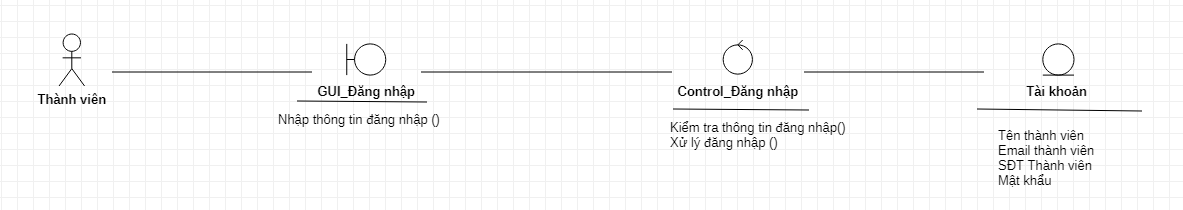 Thành viên
GUI_Đăng nhập
Nhập thông tin đăng nhập ()
Control_Đăng nhập
Kiểm tra thông tin đăng nhập()
Xử lý đăng nhập ()
Tài khoản
Tên thành viên
Email thành viên
SĐT Thành viên
Mật khẩu